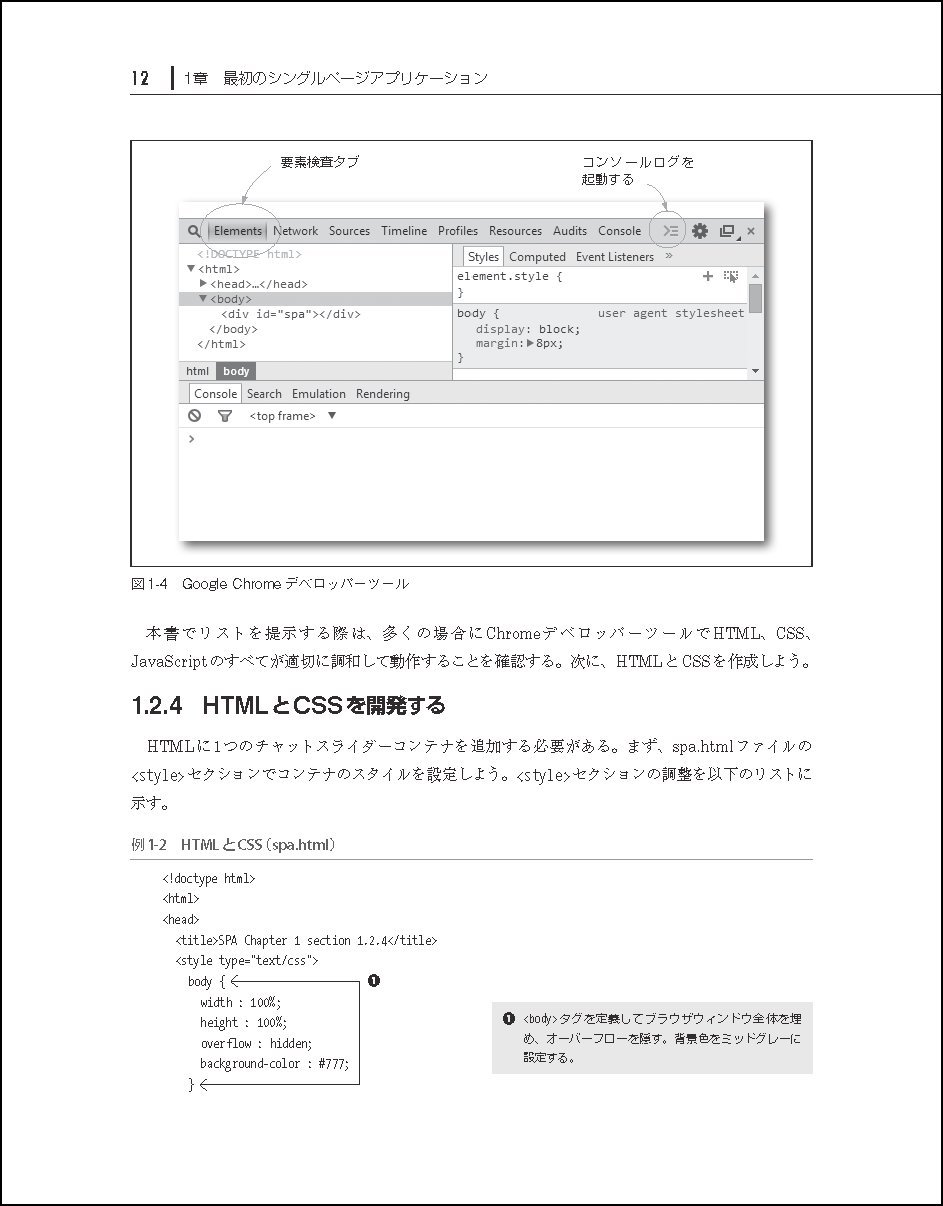 12 1章 最初のシングルページアプリケーション
要素検査タブ
コンソールログを
起動する
Elements Network Sources Timeline Profiles Resources Audits Console
<!DOCTYPE html>
▼<html>
▶<head>…</head>
▼<body>
<div id="spa"></div>
</body>
</html>
html body
Styles Computed Event Listeners »
element.style {
}
body { user agent stylesheet
display: block;
margin:▶8px;
}
Console Search Emulation Rendering
<top frame> ▼
>
図1-4 Google Chromeデベロッパーツール
本書でリストを提示する際は、多くの場合にChromeデベロッパーツールでHTML、CSS、
JavaScriptのすべてが適切に調和して動作することを確認する。次に、HTMLとCSSを作成しよう。
1.2.4 HTMLとCSSを開発する
HTMLに1つのチャットスライダーコンテナを追加する必要がある。まず、spa.htmlファイルの
<style>セクションでコンテナのスタイルを設定しよう。<style>セクションの調整を以下のリストに
示す。
例1-2 HTMLとCSS（spa.html）
<!doctype html>
<html>
<head>
<title>SPA Chapter 1 section 1.2.4</title>
<style type="text/css">
body { ❶
width : 100%;
height : 100%;
overflow : hidden;
background-color : #777;
}
❶ <body>タグを定義してブラウザウィンドウ全体を埋
め、オーバーフローを隠す。背景色をミッドグレーに
設定する。